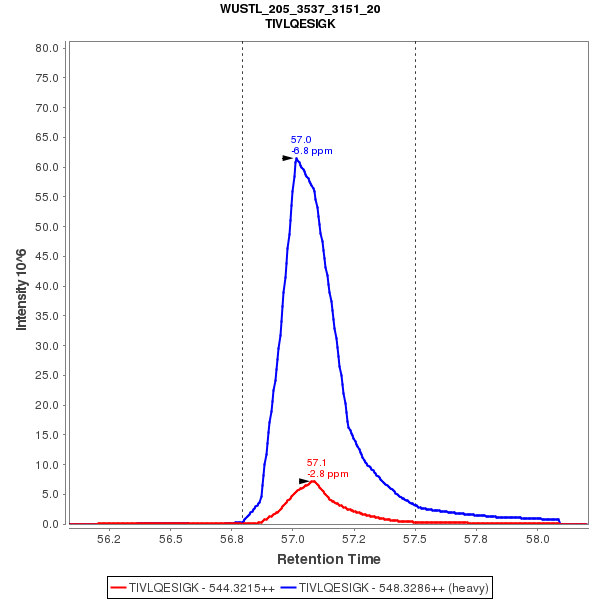 WUSTL_205_3537_3151_20
TIVLQESIGK
Intensity 10^6
80.0
75.0
70.0
65.0
60.0
55.0
50.0
45.0
40.0
35.0
30.0
25.0
20.0
15.0
10.0
5.0
0.0
57.0
-6.8 ppm
57.1
-2.8 ppm
56.2 56.5 56.8 57.0 57.2 57.5 57.8 58.0
Retention Time
TIVLQESIGK - 544.3215++ TIVLQESIGK - 548.3286++ (heavy)